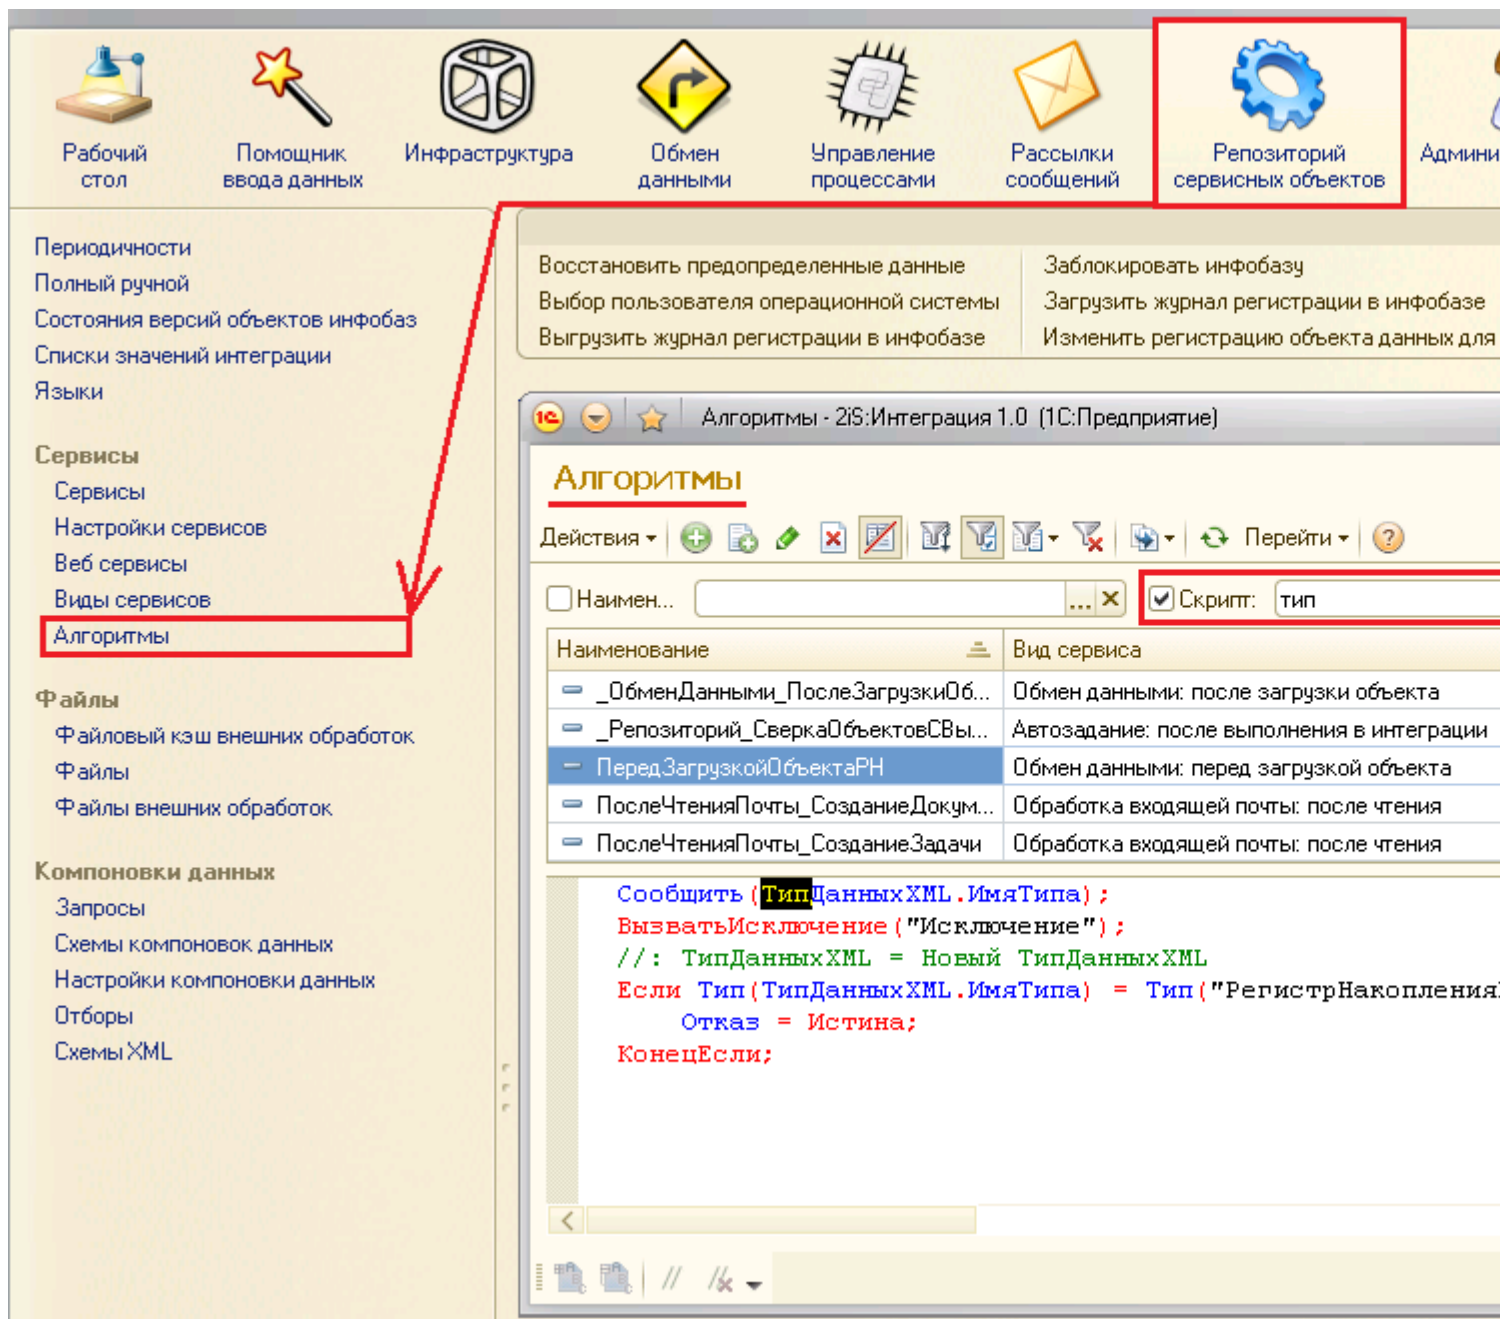 Рабочий
стол
Помощник
ввода данных
Инфраструктура
Обмен
данными
Управление
процессами
Рассылки
сообщений
Репозиторий
сервисных объектов
Админи
Периодичности
Полный ручной
Состояния версий объектов инфобаз
Списки значений интеграции
Языки
Сервисы
Сервисы
Настройки сервисов
Веб сервисы
Виды сервисов
Алгоритмы
Файлы
Файловый кэш внешних обработок
Файлы
Файлы внешних обработок
Компоновки данных
Запросы
Схемы компоновок данных
Настройки компоновки данных
Отборы
Схемы XML
Восстановить предопределенные данные
Выбор пользователя операционной системы
Выгрузить журнал регистрации в инфобазе
Заблокировать инфобазу
Загрузить журнал регистрации в инфобазе
Изменить регистрацию объекта данных для
Алгоритмы - 2iS:Интеграция 1.0 (1С:Предприятие)
Алгоритмы
Действия Перейти
Наимен... ... Скрипт: тип
Наименование Вид сервиса
_ОбменДанными_ПослеЗагрузкиОб... Обмен данными: после загрузки объекта
_Репозиторий_СверкаОбъектовСВы... Автозадание: после выполнения в интеграции
ПередЗагрузкойОбъектаРН Обмен данными: перед загрузкой объекта
ПослеЧтенияПочты_СозданиеДокум... Обработка входящей почты: после чтения
ПослеЧтенияПочты_СозданиеЗадачи Обработка входящей почты: после чтения
Сообщить(ТипДанныхXML.ИмяТипа);
ВызватьИсключение("Исключение");
//: ТипДанныхXML = Новый ТипДанныхXML
Если Тип(ТипДанныхXML.ИмяТипа) = Тип("РегистрНакопления
Отказ = Истина;
КонецЕсли;